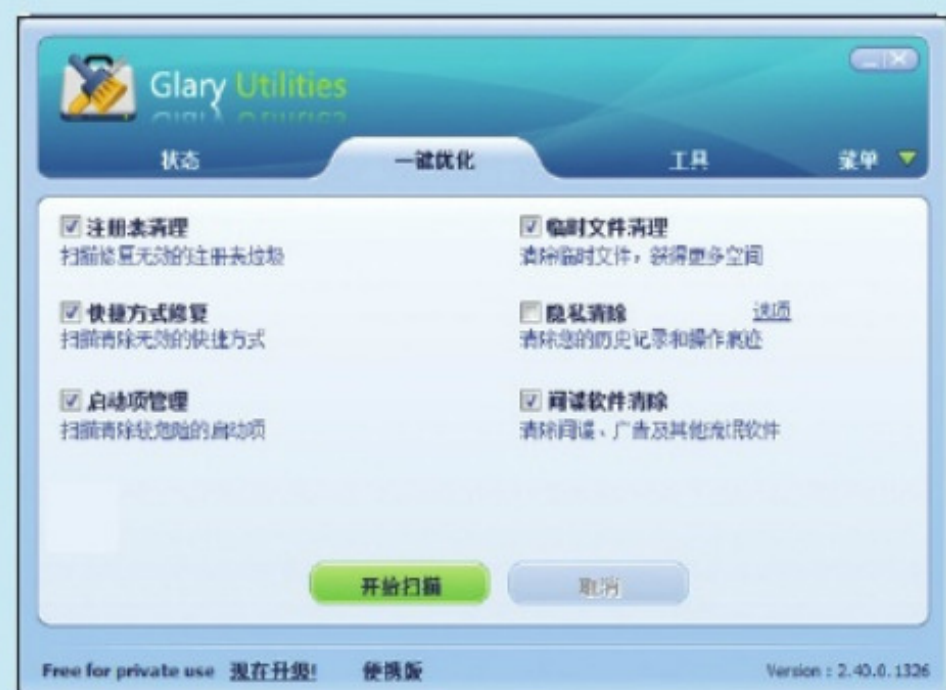 Glary Utilities
状态 一键优化 工具 菜单
注册表清理
扫描修复无效的注册表垃圾
临时文件清理
清除临时文件，获得更多空间
快捷方式修复
扫描清除无效的快捷方式
隐私清除 选项
清除您的历史记录和操作痕迹
启动项管理
扫描清除较危险的启动项
间谍软件清除
清除间谍、广告及其他流氓软件
开始扫描 取消
Free for private use 现在升级! 便携版 Version : 2.40.0.1326